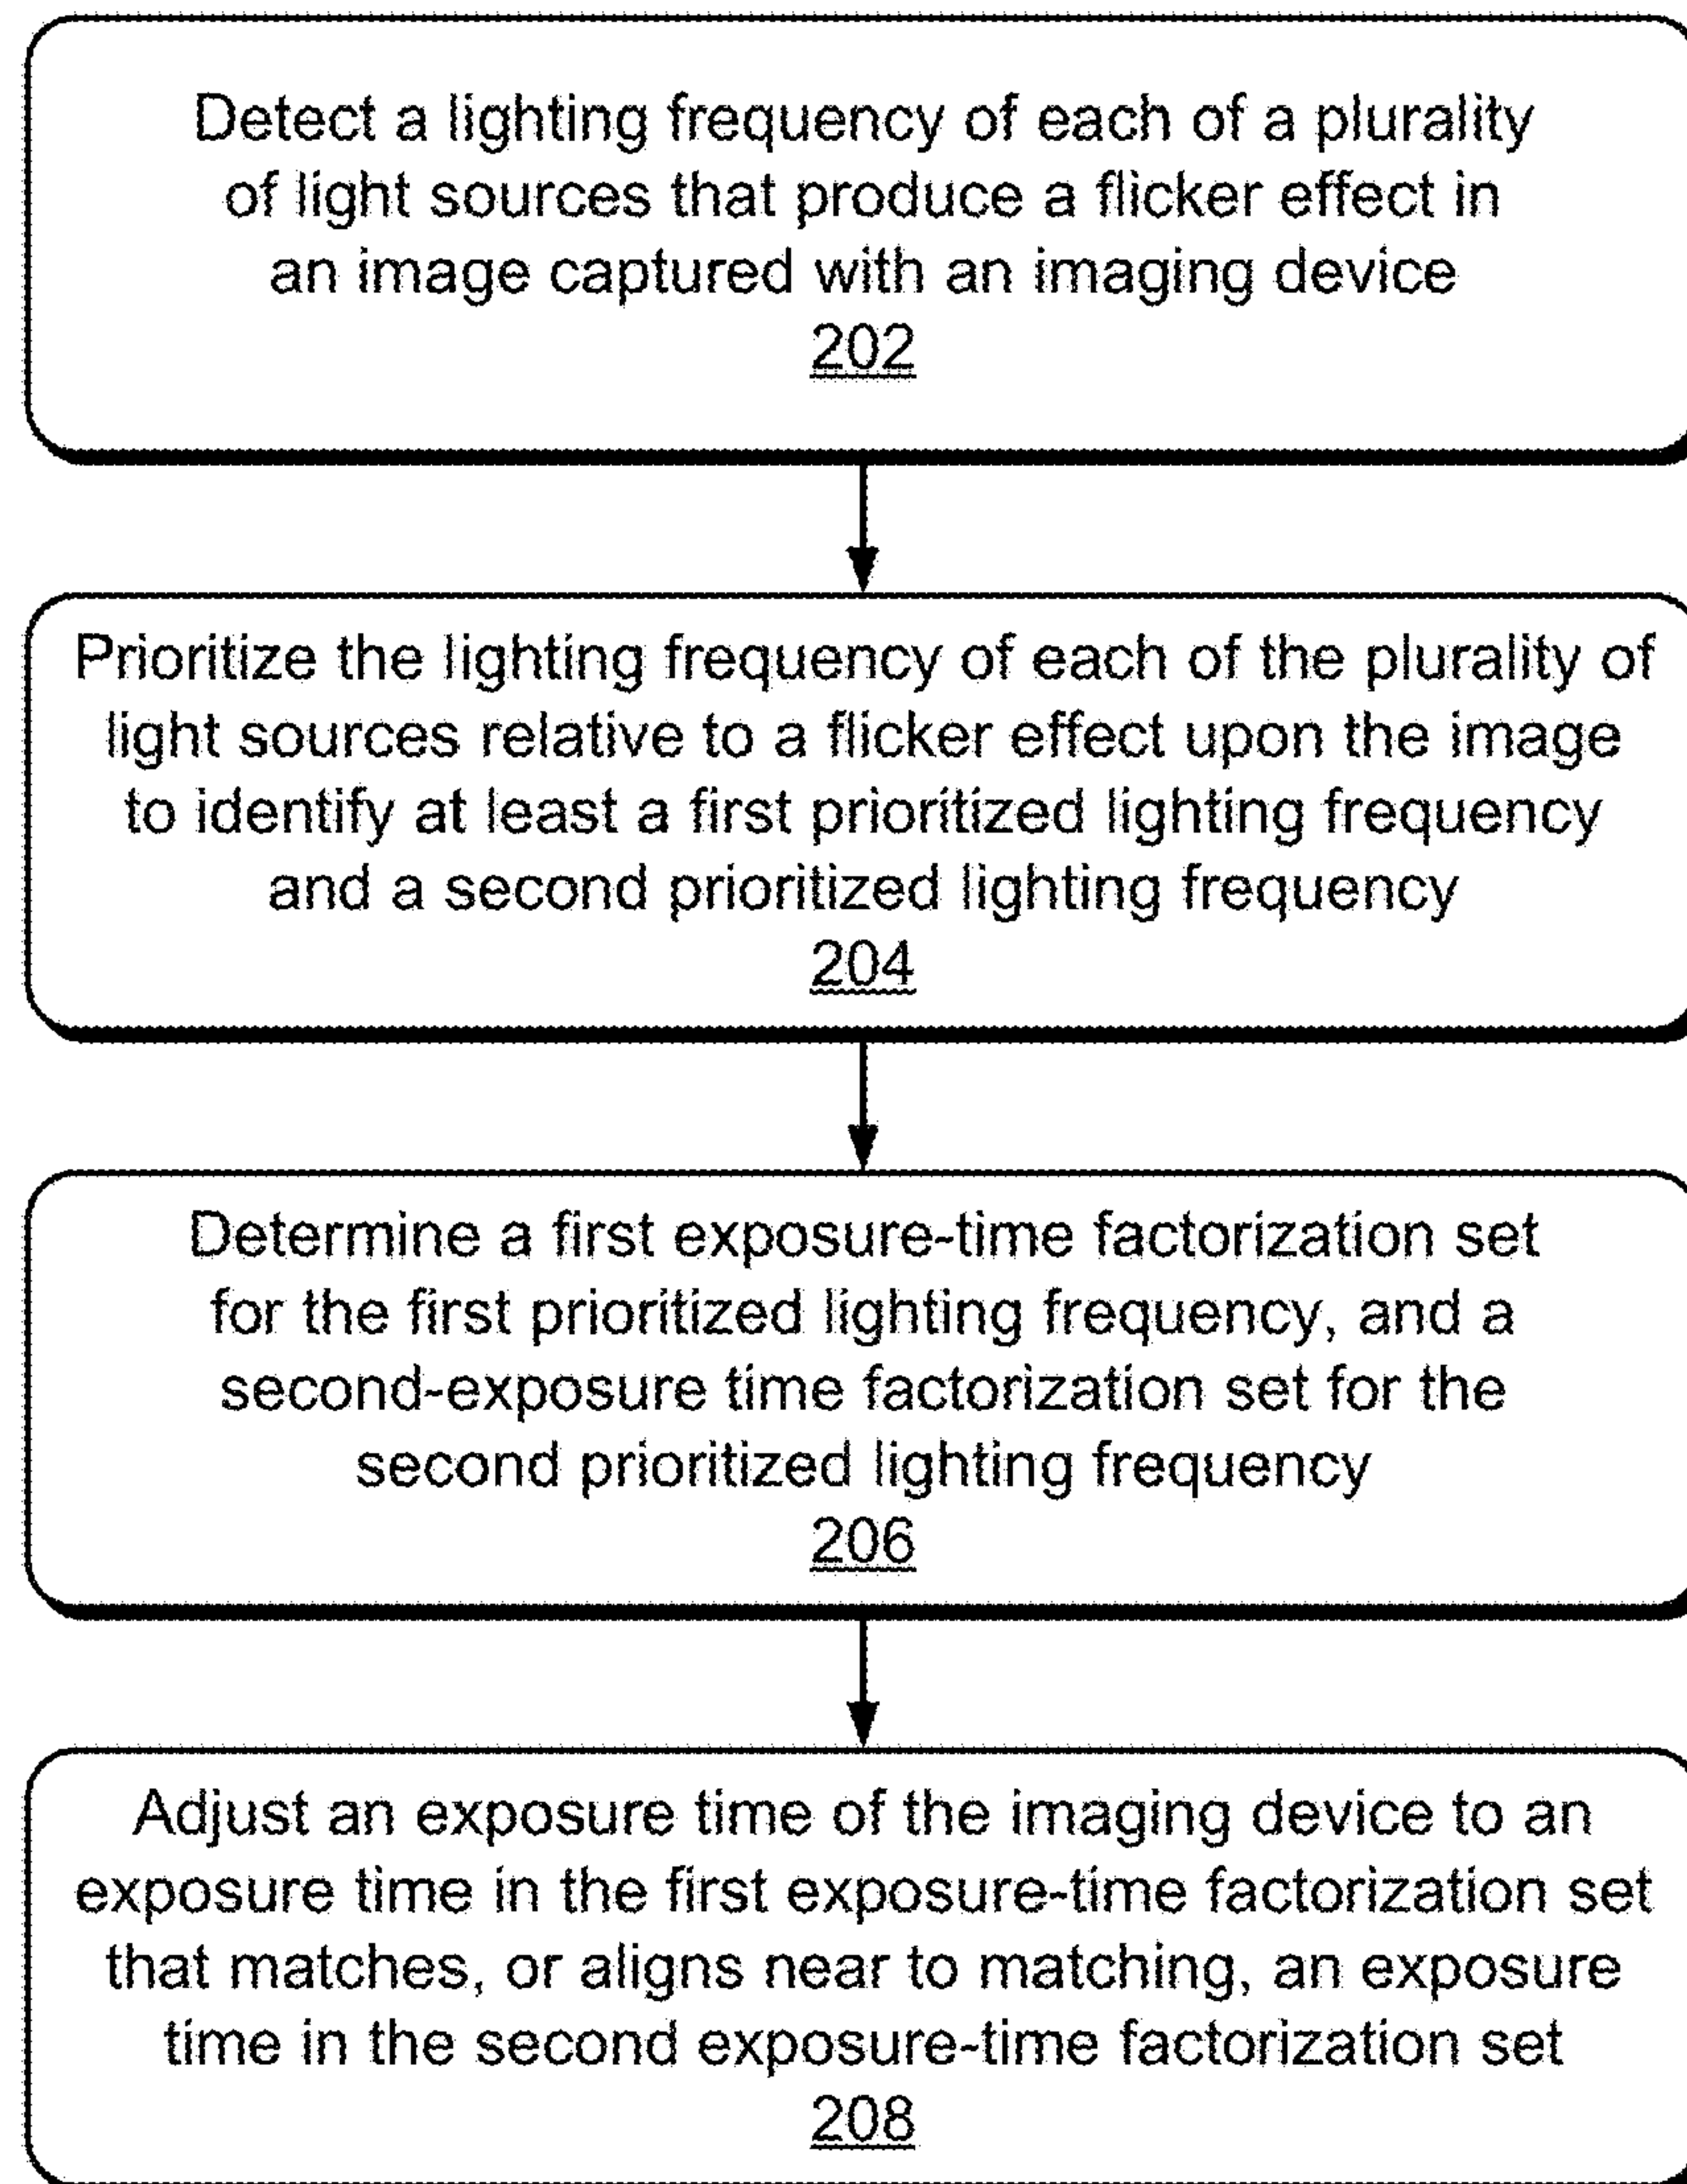 Detect a lighting frequency of each of a plurality
of light sources that produce a flicker effect in
an image captured with an imaging device
202
Prioritize the lighting frequency of each of the plurality of
light sources relative to a flicker effect upon the image
to identify at least a first prioritized lighting frequency
and a second prioritized lighting frequency
204
Determine a first exposure-time factorization set
for the first prioritized lighting frequency, and a
second-exposure time factorization set for the
second prioritized lighting frequency
206
Adjust an exposure time of the imaging device to an
exposure time in the first exposure-time factorization set
that matches, or aligns near to matching, an exposure
time in the second exposure-time factorization set
208